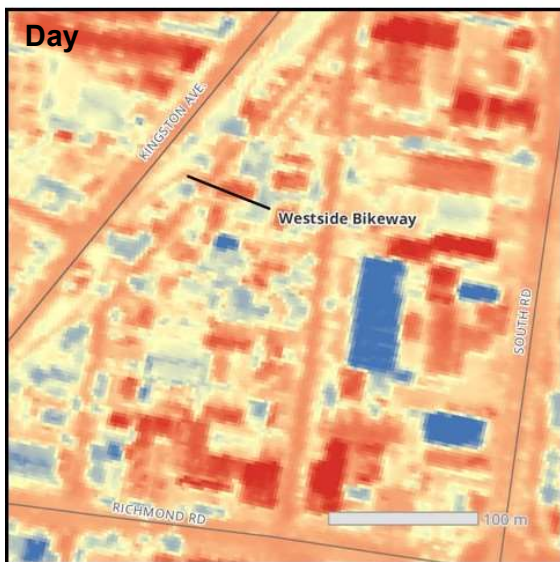 Day
KINGSTON AVE.
Westside Bikeway
SOUTH RD
RICHMOND RD
100 m